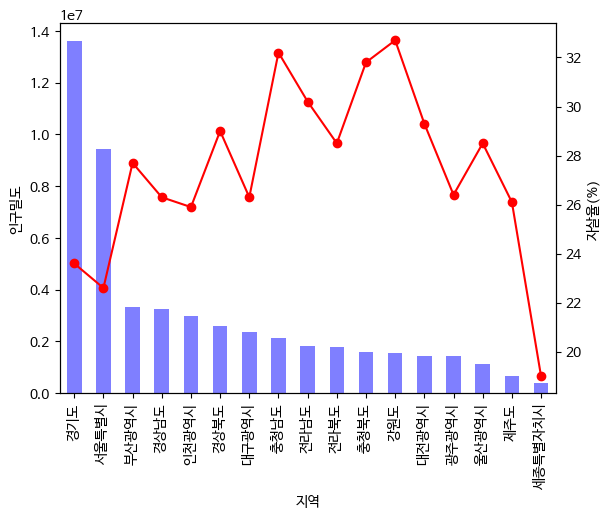 1e7
1.4
1.2
1.0
0.8
0.6
0.4
0.2
0.0
인구밀도
32
30
28
26
24
22
20
자살율(%)
경기도
서울특별시
부산광역시
경상남도
인천광역시
경상북도
대구광역시
충청남도
전라남도
전라북도
충청북도
강원도
대전광역시
광주광역시
울산광역시
제주도
세종특별자치시
지역